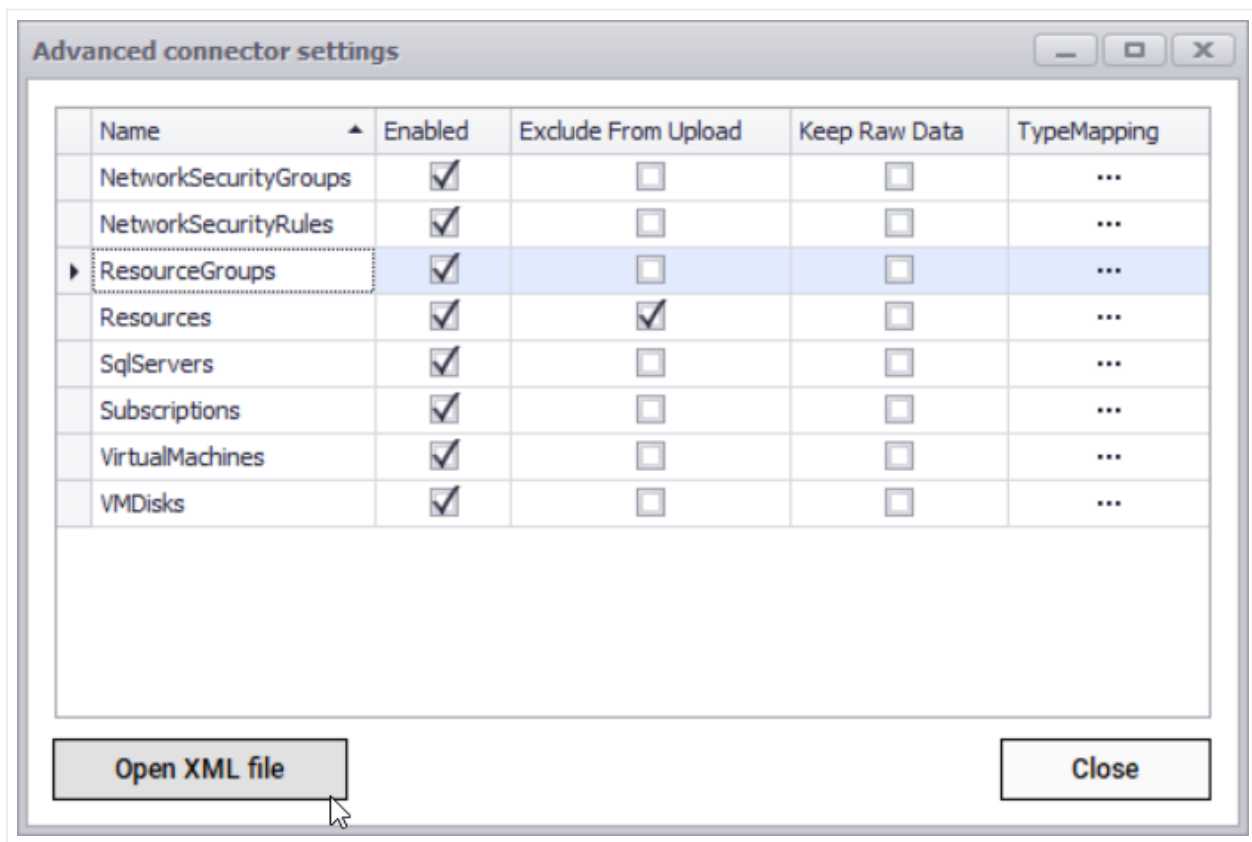 Advanced connector settings
Name Enabled Exclude From Upload Keep Raw Data TypeMapping
NetworkSecurityGroups ...
NetworkSecurityRules ...
ResourceGroups ...
Resources ...
SqlServers ...
Subscriptions ...
VirtualMachines ...
VMDisks ...
Open XML file Close